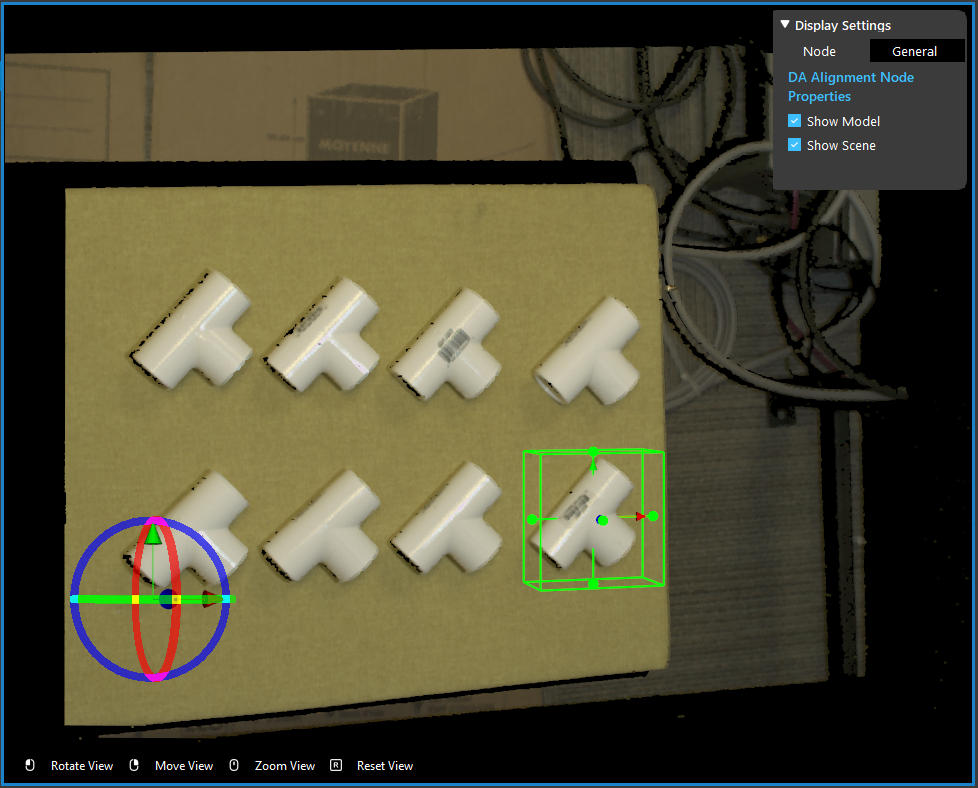 Display Settings
Node General
DA Alignment Node
Properties
Show Model
Show Scene
MOYENNE
Rotate View Move View Zoom View R Reset View